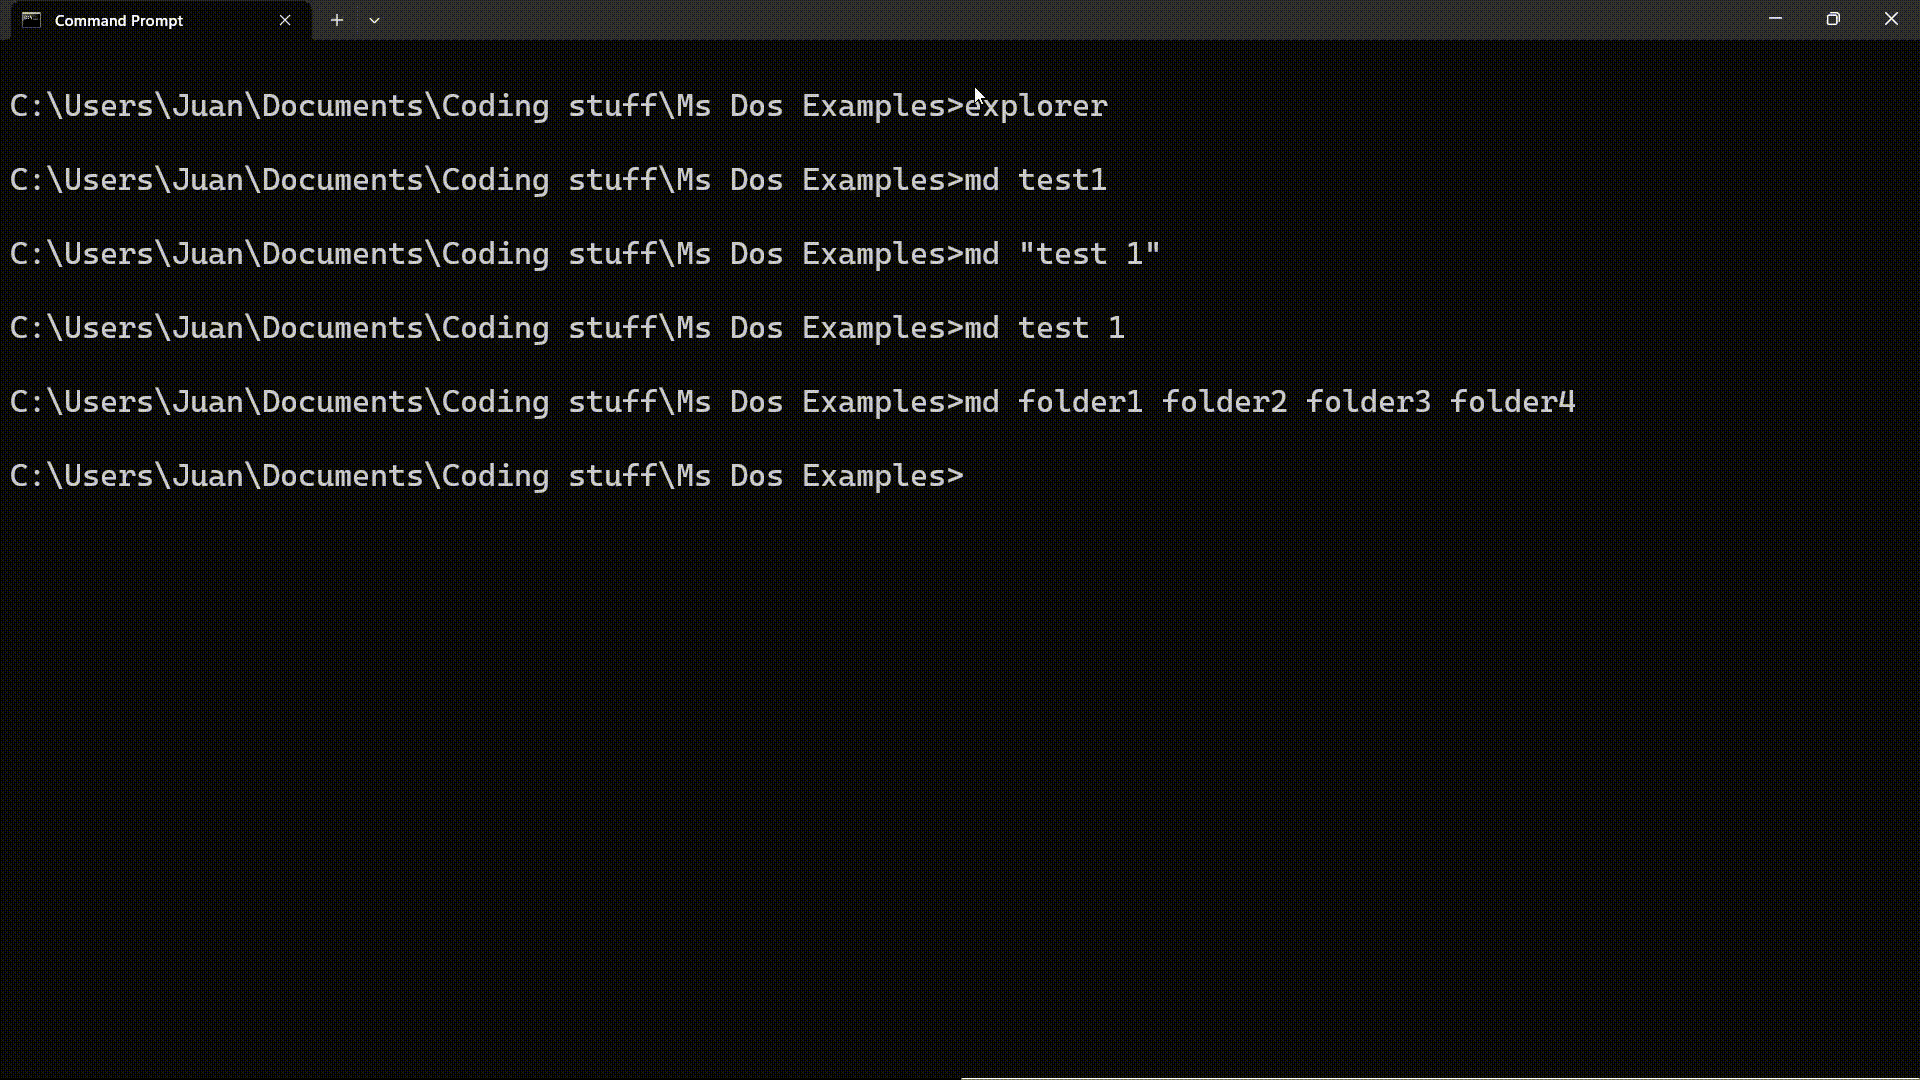 Command Prompt
C:\Users\Juan\Documents\Coding stuff\Ms Dos Examples>explorer
C:\Users\Juan\Documents\Coding stuff\Ms Dos Examples>md test1
C:\Users\Juan\Documents\Coding stuff\Ms Dos Examples>md "test 1"
C:\Users\Juan\Documents\Coding stuff\Ms Dos Examples>md test 1
C:\Users\Juan\Documents\Coding stuff\Ms Dos Examples>md folder1 folder2 folder3 folder4
C:\Users\Juan\Documents\Coding stuff\Ms Dos Examples>